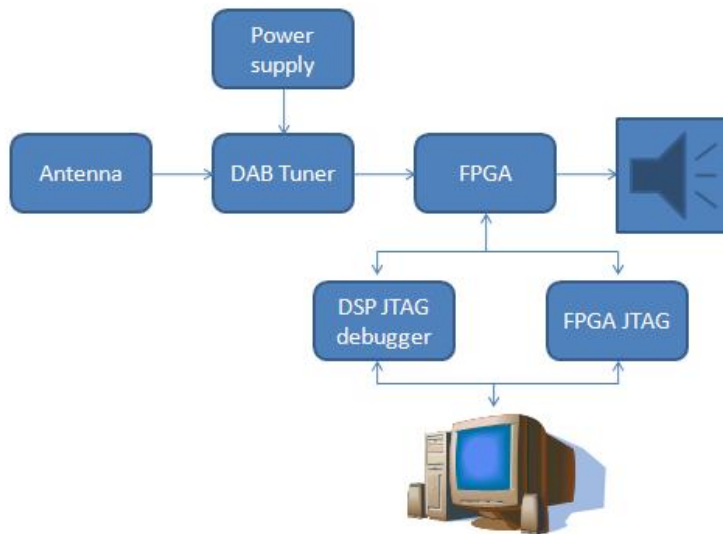 Power
supply
Antenna
DAB Tuner
FPGA
DSP JTAG
debugger
FPGA JTAG